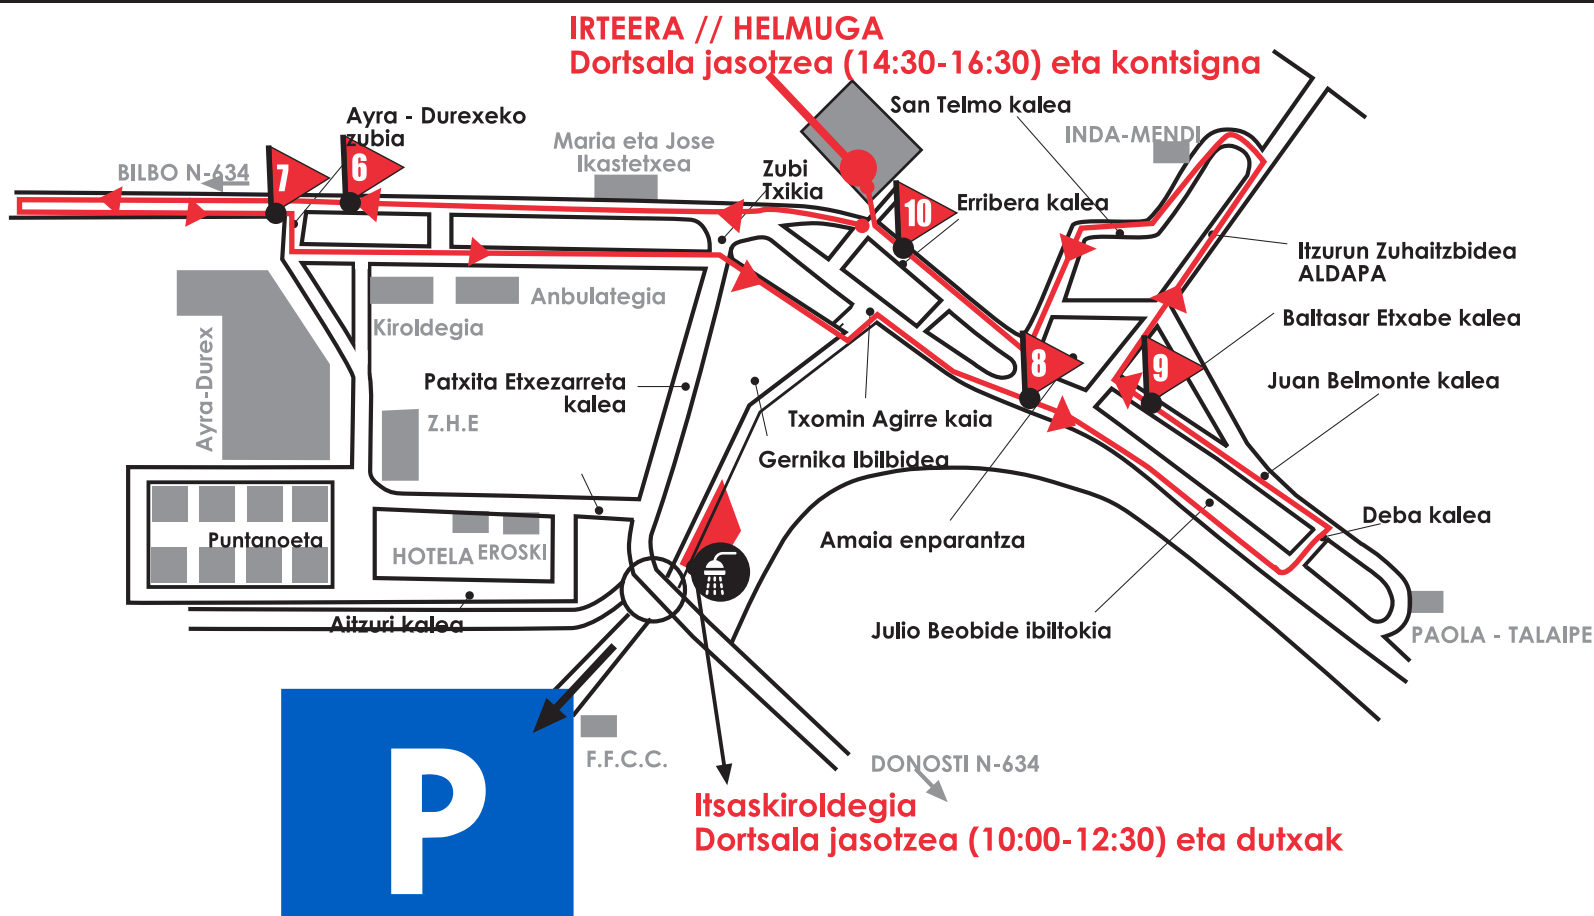 IRTEERA // HELMUGA
Dortsala jasotzea (14:30-16:30) eta kontsigna
San Telmo kalea
Ayra - Durexeko
zubia
INDA-MENDI
Maria eta Jose
Ikastetxea
BILBO N-634
7
6
Zubi
Txikia
10
Erribera kalea
Itzurun Zuhaitzbidea
ALDAPA
Anbulategia
Kiroldegia
Baltasar Etxabe kalea
Ayra-Durex
8
9
Patxita Etxezarreta
kalea
Juan Belmonte kalea
Z.H.E
Txomin Agirre kaia
Gernika Ibilbidea
Deba kalea
Puntanoeta
Amaia enparantza
HOTELA
EROSKI
Aitzuri kalea
Julio Beobide ibiltokia
PAOLA - TALAIPE
P
F.F.C.C.
DONOSTI N-634
Itsaskiroldegia
Dortsala jasotzea (10:00-12:30) eta dutxak